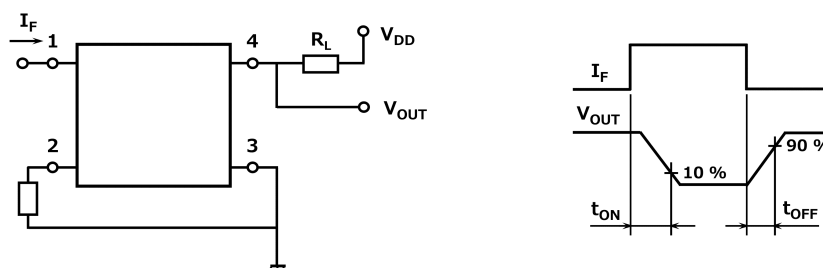 I_F
1
4
R_L
V_DD
V_OUT
2
3
I_F
V_OUT
10 %
90 %
t_ON
t_OFF